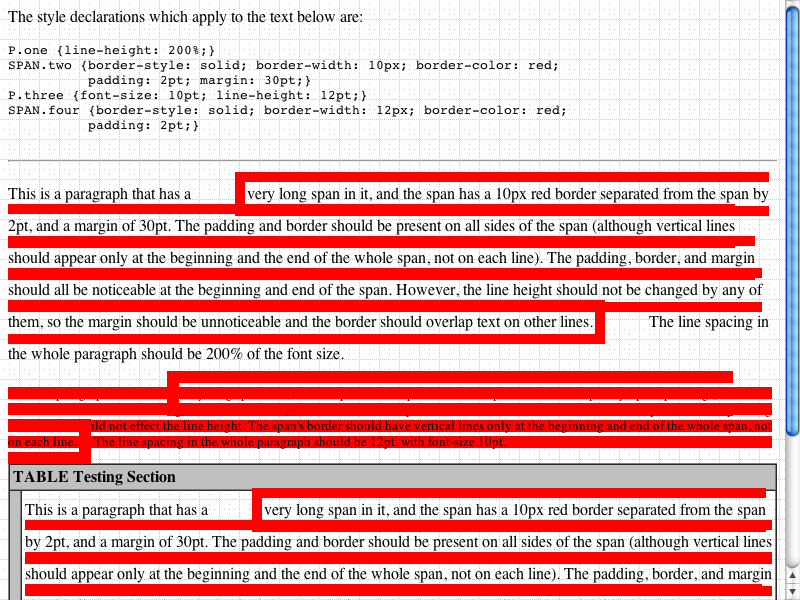 The style declarations which apply to the text below are:
P.one {line-height: 200%;}
SPAN.two {border-style: solid; border-width: 10px; border-color: red;
padding: 2pt; margin: 30pt;}
P.three {font-size: 10pt; line-height: 12pt;}
SPAN.four {border-style: solid; border-width: 12px; border-color: red;
padding: 2pt;}
This is a paragraph that has a very long span in it, and the span has a 10px red border separated from the span by
2pt, and a margin of 30pt. The padding and border should be present on all sides of the span (although vertical lines
should appear only at the beginning and the end of the whole span, not on each line). The padding, border, and margin
should all be noticeable at the beginning and end of the span. However, the line height should not be changed by any of
them, so the margin should be unnoticeable and the border should overlap text on other lines. The line spacing in
the whole paragraph should be 200% of the font size.
not effect the line height. The span's border should have vertical lines only at the beginning and end of the whole span, not
on each line. The line spacing in the whole paragraph should be 12pt, with font-size 10pt.
TABLE Testing Section
This is a paragraph that has a very long span in it, and the span has a 10px red border separated from the span
by 2pt, and a margin of 30pt. The padding and border should be present on all sides of the span (although vertical lines
should appear only at the beginning and the end of the whole span, not on each line). The padding, border, and margin